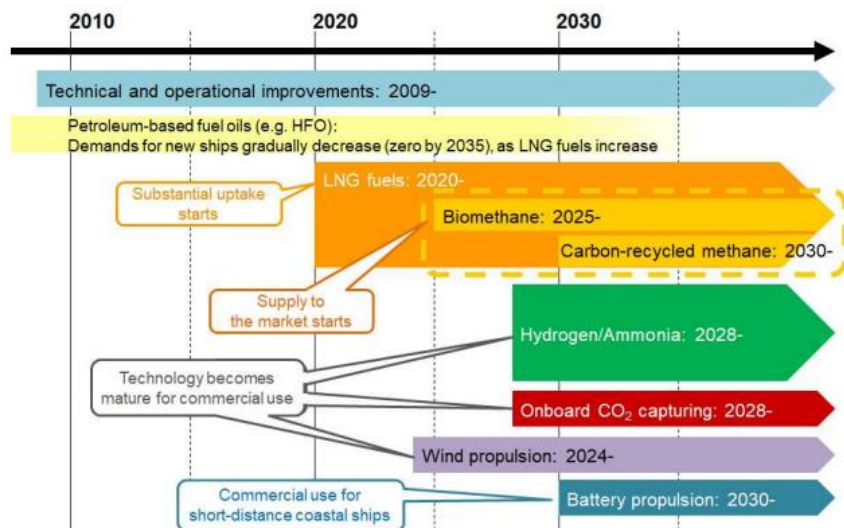 2010
2020
2030
Technical and operational improvements: 2009-
Petroleum-based fuel oils (e.g. HFO):
Demands for new ships gradually decrease (zero by 2035), as LNG fuels increase
Substantial uptake
starts
LNG fuels: 2020-
Biomethane: 2025-
Carbon-recycled methane: 2030-
Supply to
the market starts
Hydrogen/Ammonia: 2028-
Technology becomes
mature for commercial use
Onboard CO₂ capturing: 2028-
Wind propulsion: 2024-
Commercial use for
short-distance coastal ships
Battery propulsion: 2030-